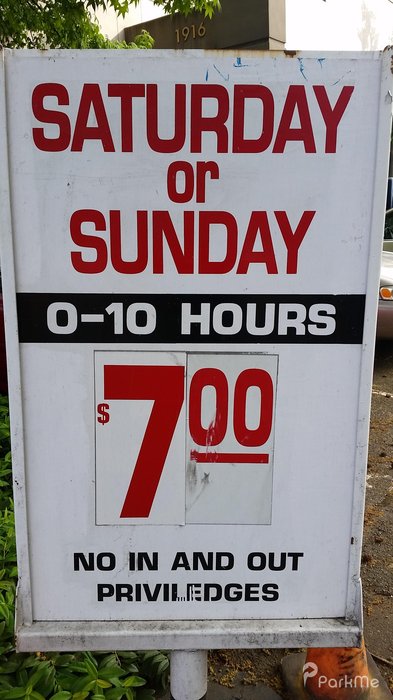 1916
SATURDAY
or
SUNDAY
0-10 HOURS
$7.00
NO IN AND OUT
PRIVILEDGES
ParkMe